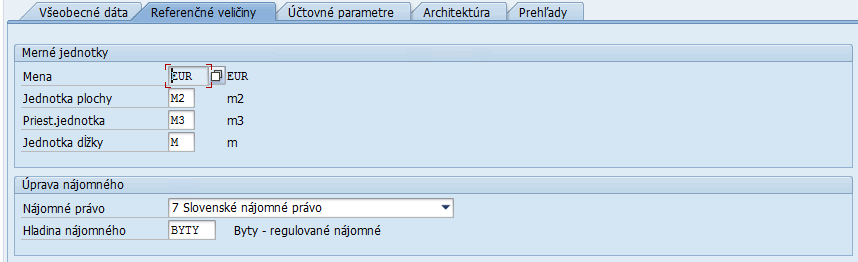 Všeobecné dáta Referenčné veličiny Účtovné parametre Architektúra Prehľady
Merné jednotky
Mena EUR EUR
Jednotka plochy M2 m2
Priest.jednotka M3 m3
Jednotka dĺžky M m
Úprava nájomného
Nájomné právo 7 Slovenské nájomné právo
Hladina nájomného BYTY Byty - regulované nájomné